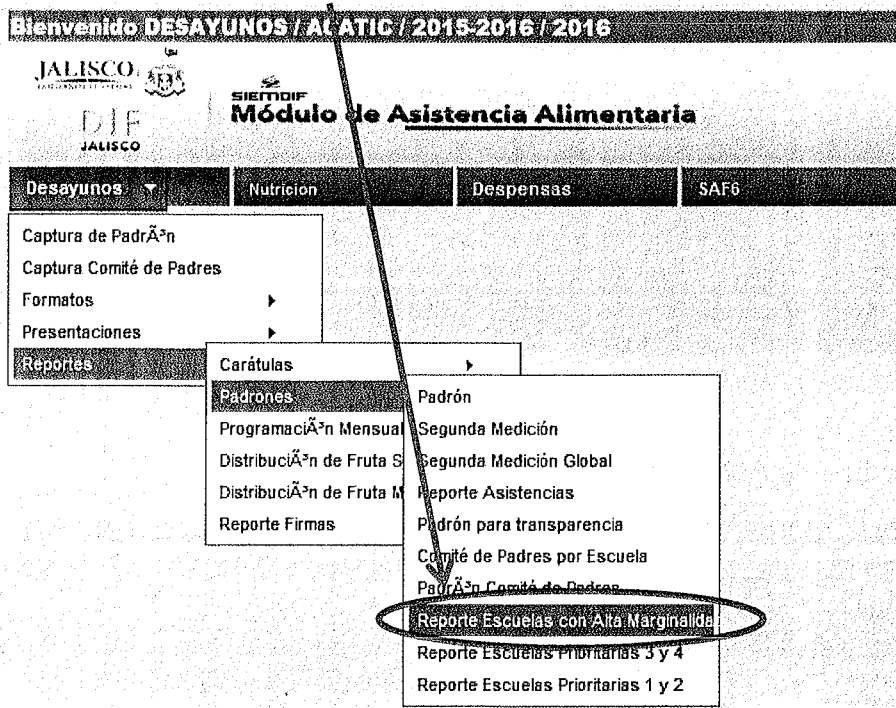 Bienvenido DESAYUNOS / ACATIC / 2015-2016 / 2016
JALISCO
DIF
JALISCO
SIEMDIF
Módulo de Asistencia Alimentaria
Desayunos Nutricion Despensas SAF6
Captura de PadrÃ³n
Captura Comité de Padres
Formatos
Presentaciones
Reportes
Carátulas
Padrones
ProgramaciÃ³n Mensual
DistribuciÃ³n de Fruta S
DistribuciÃ³n de Fruta M
Reporte Firmas
Padrón
Segunda Medición
Segunda Medición Global
Reporte Asistencias
Padrón para transparencia
Comité de Padres por Escuela
PadrÃ³n Comité de Padres
Reporte Escuelas con Alta Marginalida
Reporte Escuelas Prioritarias 3 y 4
Reporte Escuelas Prioritarias 1 y 2